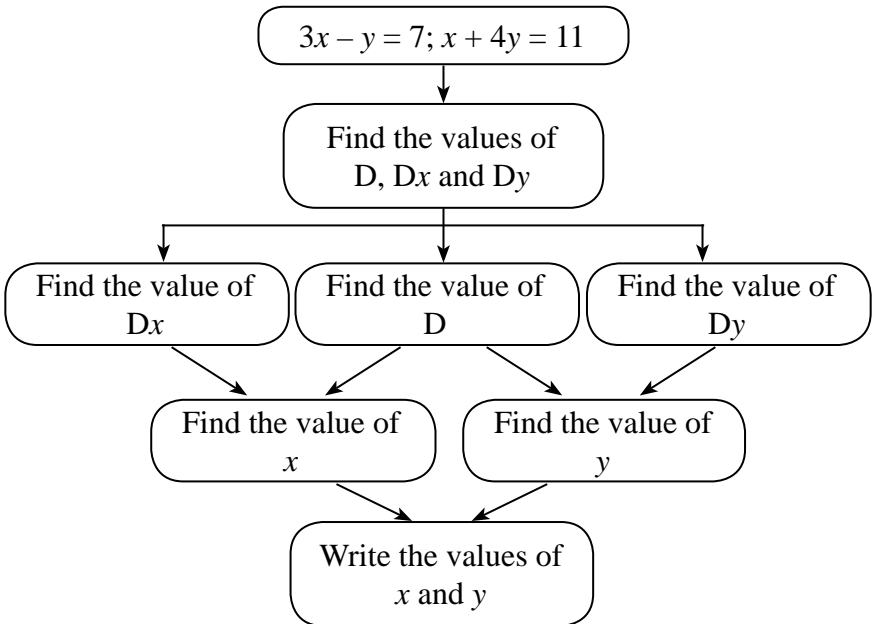 3x – y = 7; x + 4y = 11
Find the values of
D, Dx and Dy
Find the value of
Dx
Find the value of
D
Find the value of
Dy
Find the value of
x
Find the value of
y
Write the values of
x and y